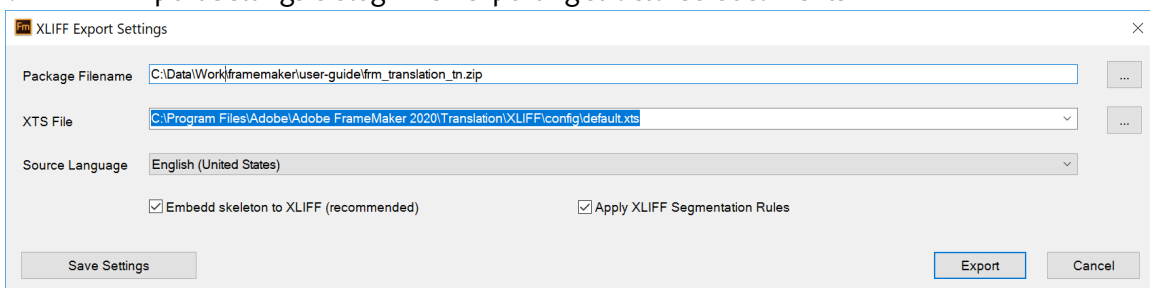 Fm XLIFF Export Settings
Package Filename C:\Data\Work\framemaker\user-guide\frm_translation_tn.zip ...
XTS File C:\Program Files\Adobe\Adobe FrameMaker 2020\Translation\XLIFF\config\default.xts ...
Source Language English (United States)
Embedd skeleton to XLIFF (recommended) Apply XLIFF Segmentation Rules
Save Settings Export Cancel